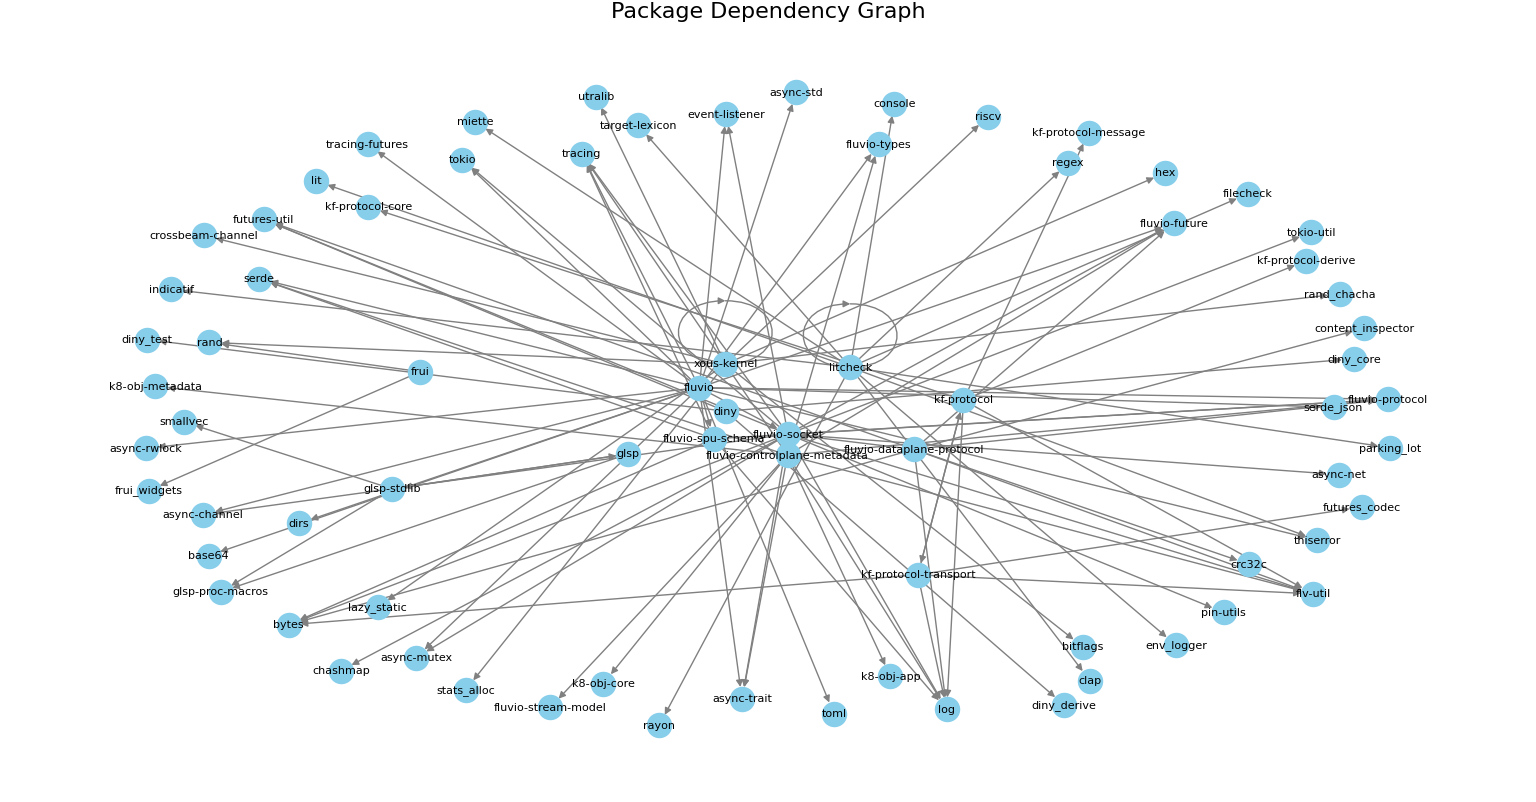 Package Dependency Graph
async-std
utralib
console
event-listener
riscv
miette
target-lexicon
kf-protocol-message
tracing-futures
fluvio-types
tracing
tokio
regex
hex
lit
filecheck
kf-protocol-core
futures-util
fluvio-future
crossbeam-channel
tokio-util
kf-protocol-derive
serde
indicatif
rand_chacha
content_inspector
diny_test
rand
diny_core
xous-kernel
litcheck
frui
k8-obj-metadata
fluvio
kf-protocol
fluvio-protocol
serde_json
diny
smallvec
fluvio-socket
fluvio-spu-schema
async-rwlock
parking_lot
fluvio-dataplane-protocol
glsp
fluvio-controlplane-metadata
async-net
frui_widgets
glsp-stdlib
futures_codec
async-channel
dirs
thiserror
base64
crc32c
kf-protocol-transport
glsp-proc-macros
flv-util
lazy_static
pin-utils
bytes
env_logger
bitflags
async-mutex
chashmap
k8-obj-app
clap
k8-obj-core
stats_alloc
async-trait
diny_derive
fluvio-stream-model
log
toml
rayon